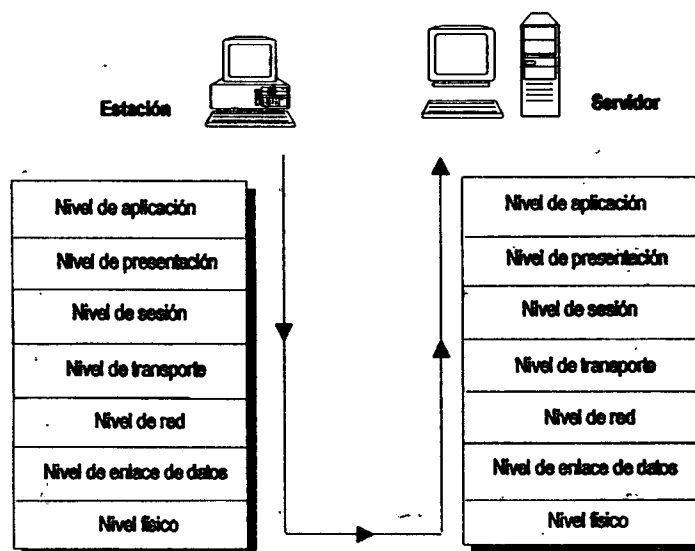 Estación
Servidor
Nivel de aplicación
Nivel de presentación
Nivel de sesión
Nivel de transporte
Nivel de red
Nivel de enlace de datos
Nivel físico
Nivel de aplicación
Nivel de presentación
Nivel de sesión
Nivel de transporte
Nivel de red
Nivel de enlace de datos
Nivel físico